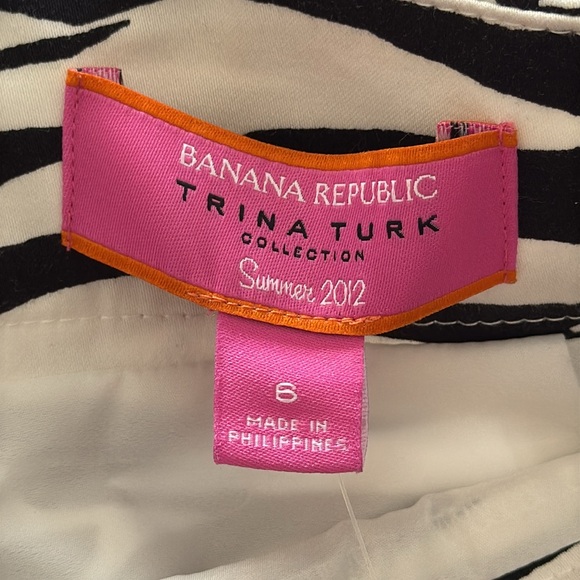 BANANA REPUBLIC
TRINA TURK
COLLECTION
Summer 2012
6
MADE IN
PHILIPPINES